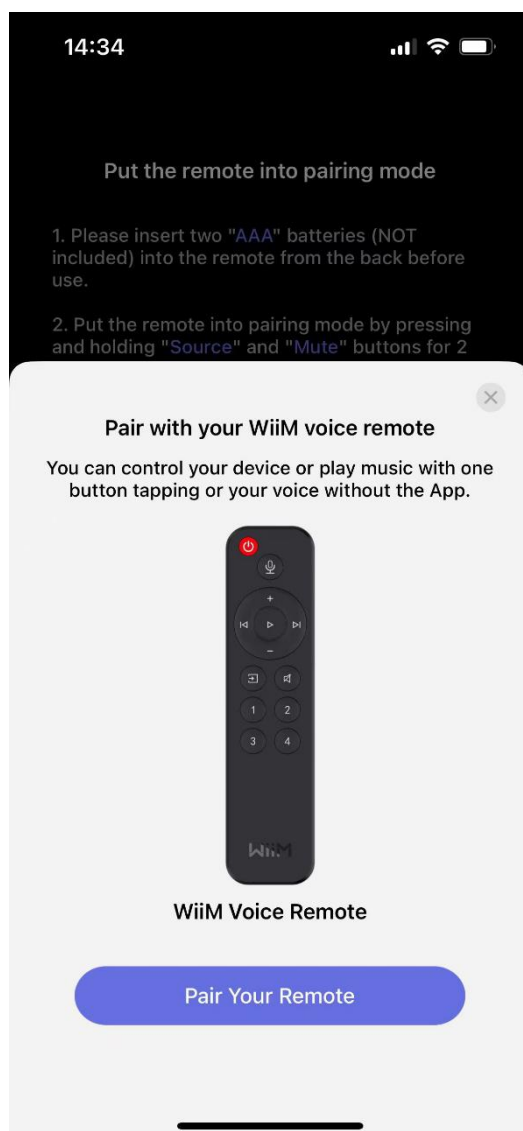 14:34
Put the remote into pairing mode
1. Please insert two "AAA" batteries (NOT
included) into the remote from the back before
use.
2. Put the remote into pairing mode by pressing
and holding "Source" and "Mute" buttons for 2
Pair with your WiiM voice remote
You can control your device or play music with one
button tapping or your voice without the App.
+
−
1 2
3 4
WiiM
WiiM Voice Remote
Pair Your Remote